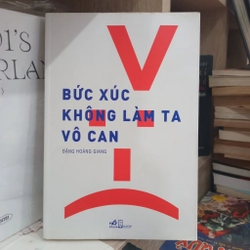 BỨC XÚC
KHÔNG LÀM TA
VÔ CAN
ĐẶNG HOÀNG GIANG